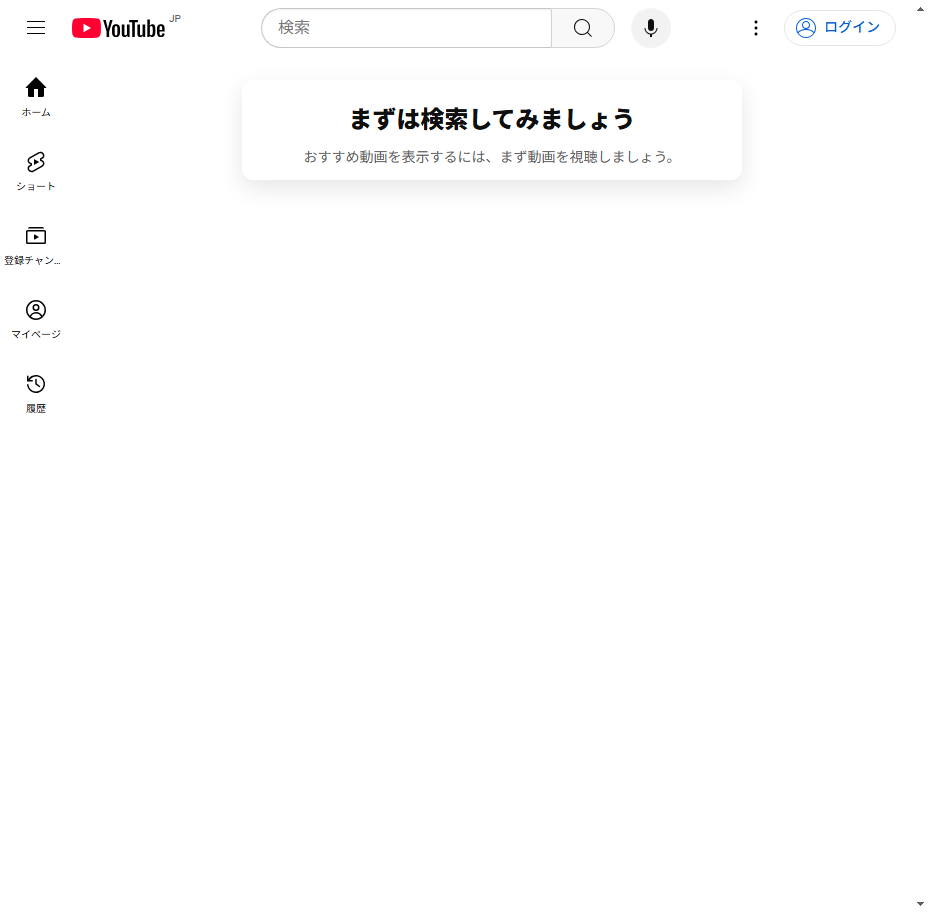 YouTube JP
検索
ログイン
ホーム
ショート
登録チャン...
マイページ
履歴
まずは検索してみましょう
おすすめ動画を表示するには、まず動画を視聴しましょう。